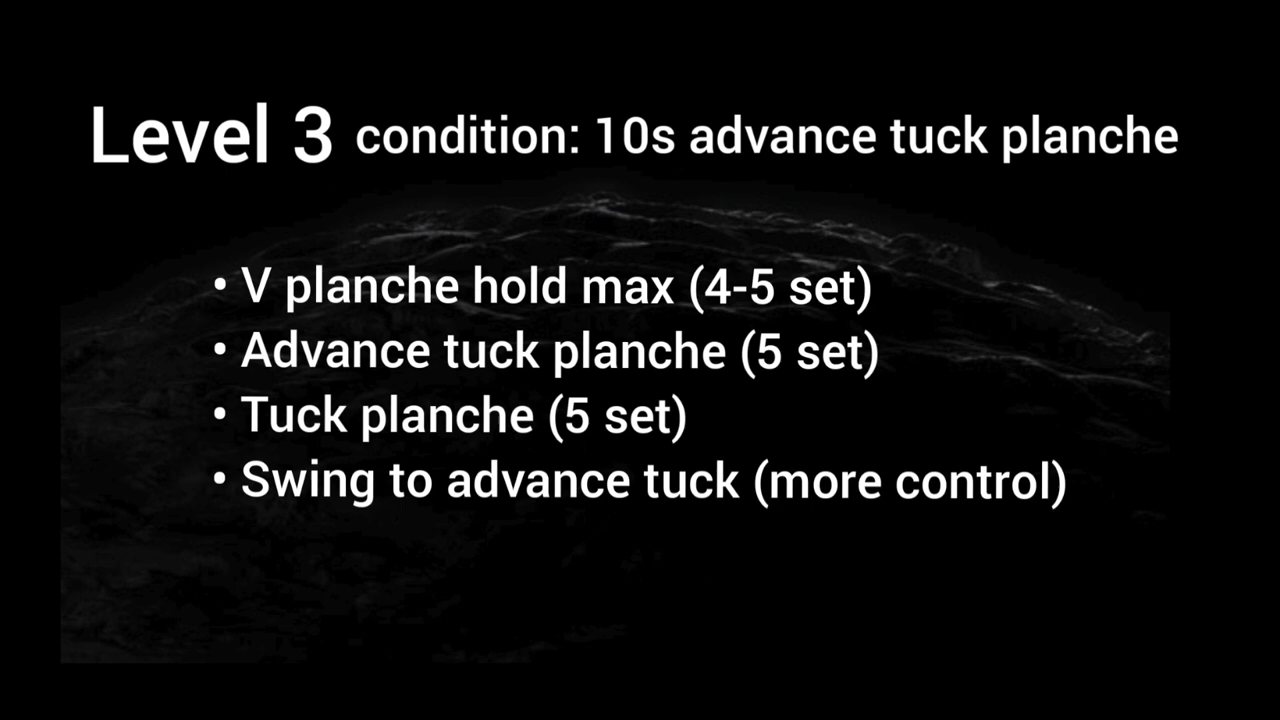 Level 3 condition: 10s advance tuck planche
• V planche hold max (4-5 set)
• Advance tuck planche (5 set)
• Tuck planche (5 set)
• Swing to advance tuck (more control)